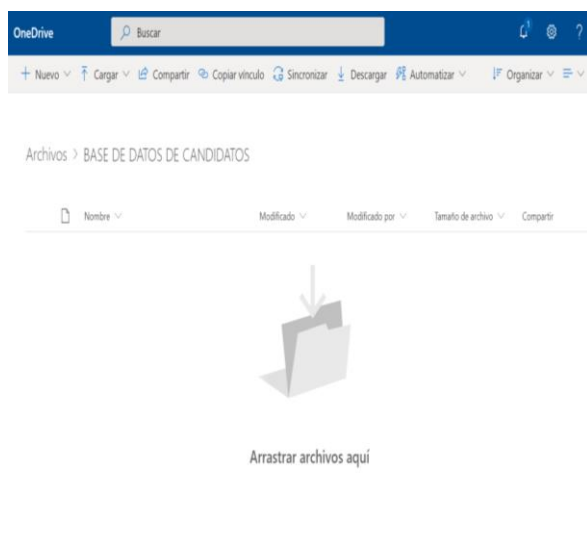 OneDrive Buscar 1 ?
+ Nuevo Cargar Compartir Copiar vínculo Sincronizar Descargar Automatizar Organizar
Archivos > BASE DE DATOS DE CANDIDATOS
Nombre Modificado Modificado por Tamaño de archivo Compartir
Arrastrar archivos aquí